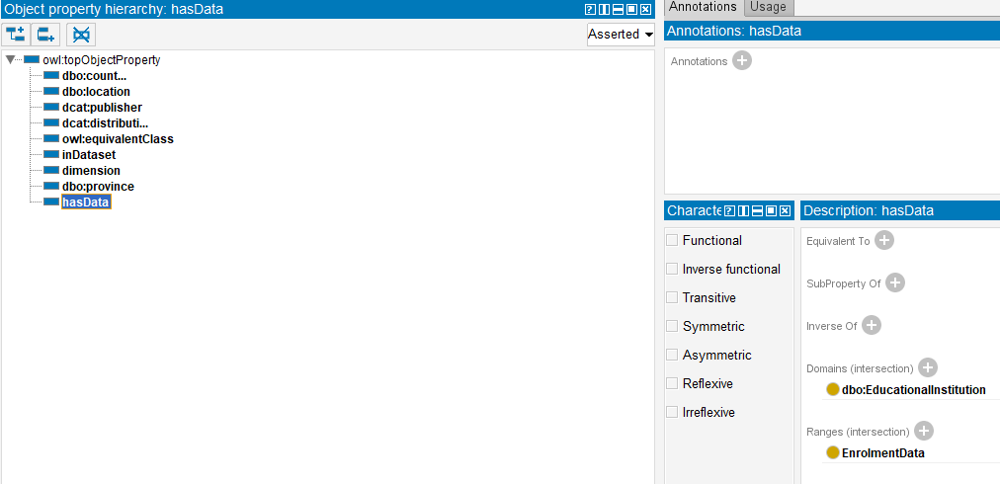 Object property hierarchy: hasData
Asserted
owl:topObjectProperty
dbo:count...
dbo:location
dcat:publisher
dcat:distributi...
owl:equivalentClass
inDataset
dimension
dbo:province
hasData
Annotations Usage
Annotations: hasData
Annotations
Characte
Functional
Inverse functional
Transitive
Symmetric
Asymmetric
Reflexive
Irreflexive
Description: hasData
Equivalent To
SubProperty Of
Inverse Of
Domains (intersection)
dbo:EducationalInstitution
Ranges (intersection)
EnrolmentData